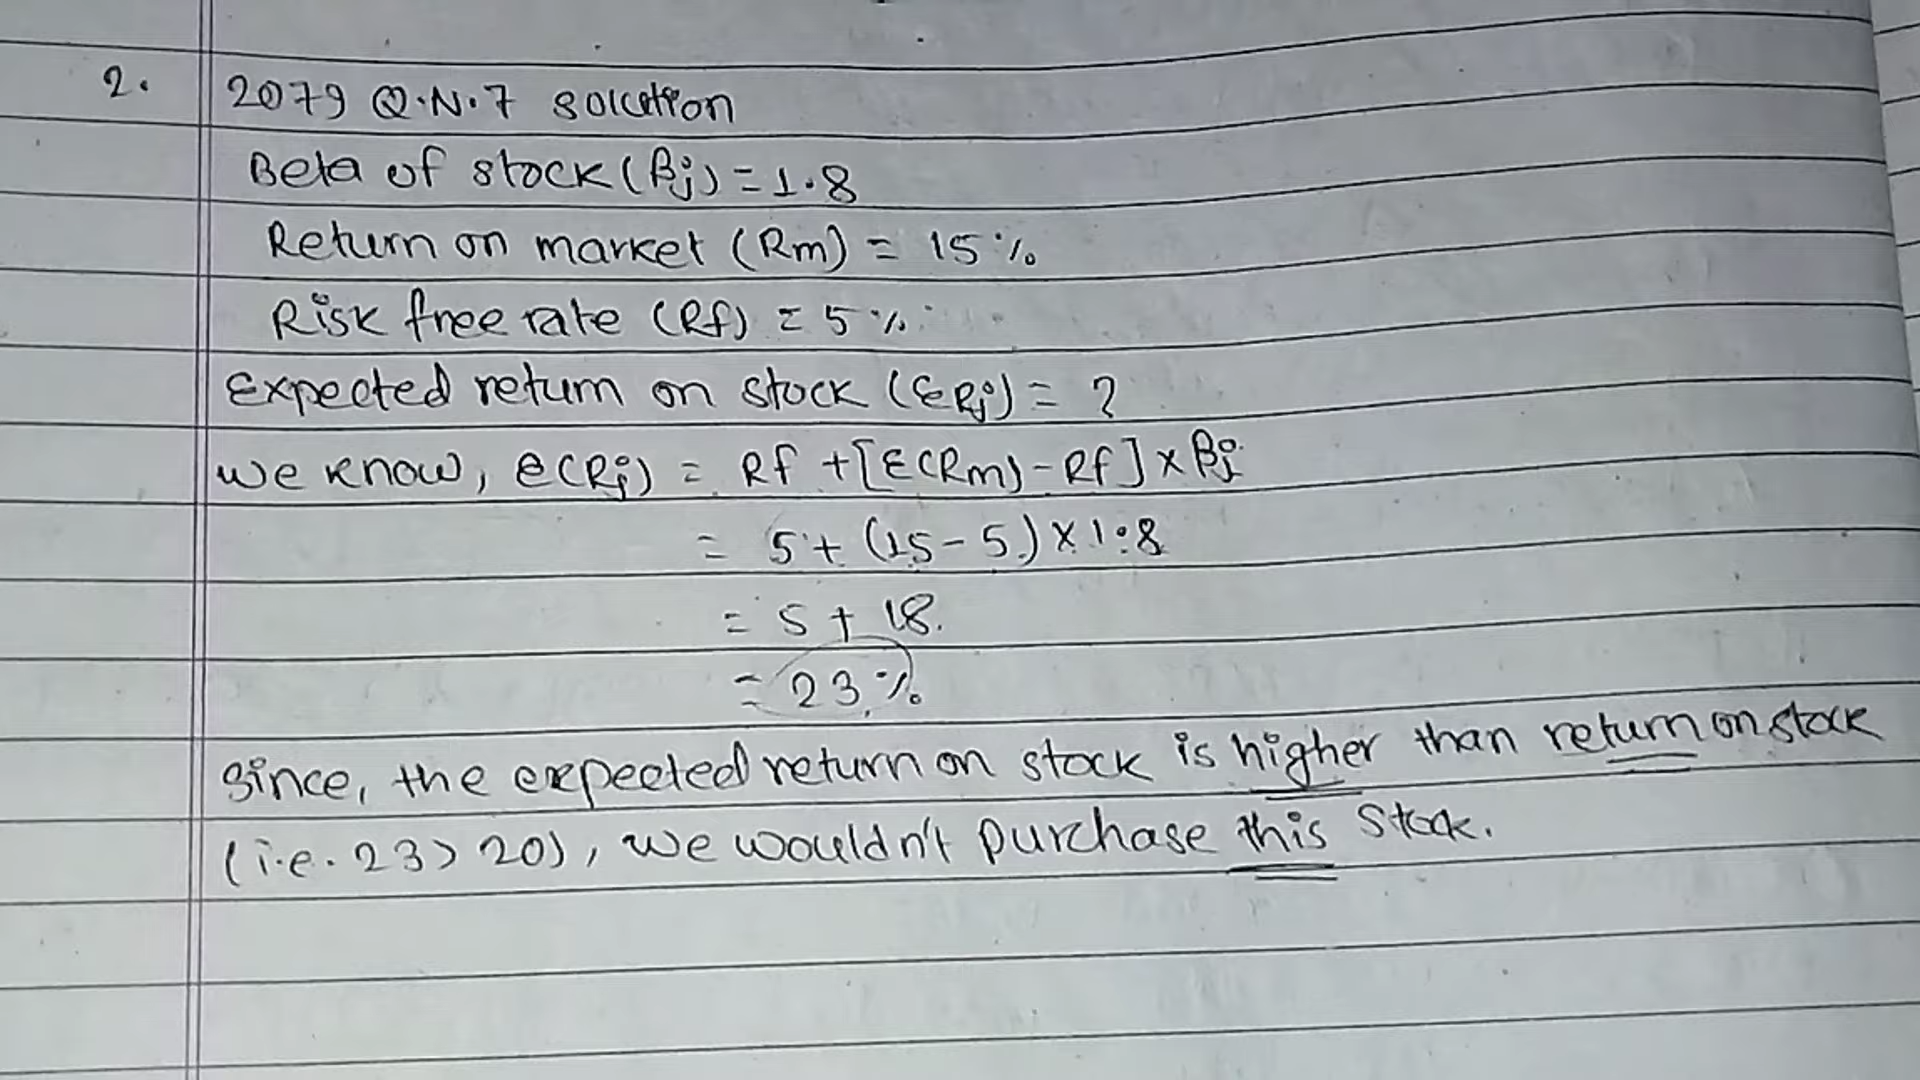 2. 2079 Q.N.7 solution
Beta of stock (βj) = 1.8
Return on market (Rm) = 15%
Risk free rate (Rf) = 5%
Expected return on stock (ERj) = ?
we know, e(Rj) = Rf + [E(Rm) - Rf] x βj
= 5 + (15 - 5) x 1.8
= 5 + 18.
= 23%
Since, the expected return on stock is higher than return on stock
(i.e. 23 > 20), we wouldn't purchase this stock.